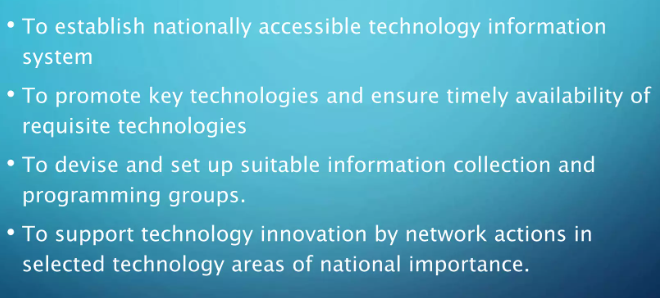 • To establish nationally accessible technology information
system
• To promote key technologies and ensure timely availability of
requisite technologies
• To devise and set up suitable information collection and
programming groups.
• To support technology innovation by network actions in
selected technology areas of national importance.